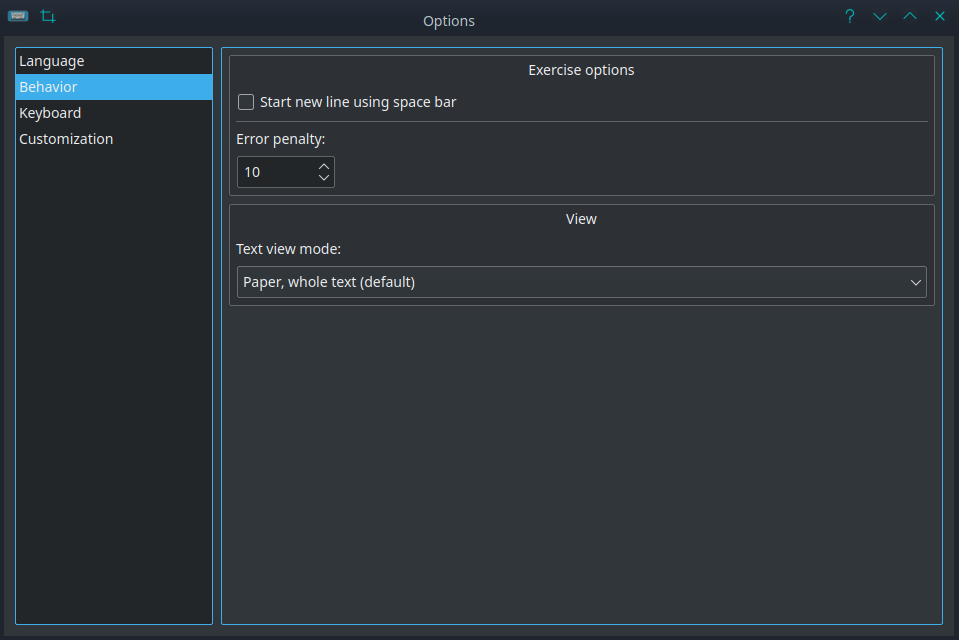 Options
Language
Behavior
Keyboard
Customization
Exercise options
Start new line using space bar
Error penalty:
10
View
Text view mode:
Paper, whole text (default)